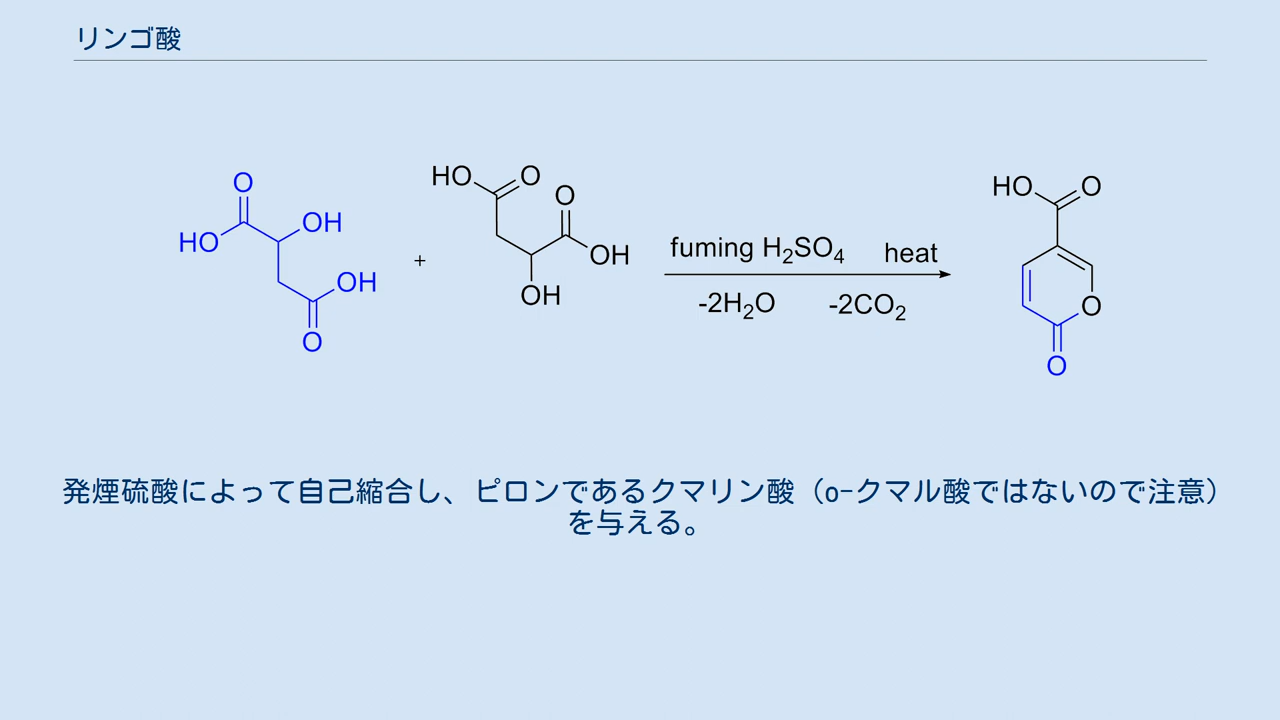 リンゴ酸
HO O
O
O
HO OH
OH
O
+
OH
OH
fuming H2SO4 heat
-2H2O -2CO2
HO O
O
O
発煙硫酸によって自己縮合し、ピロンであるクマリン酸（o-クマル酸ではないので注意）
を与える。